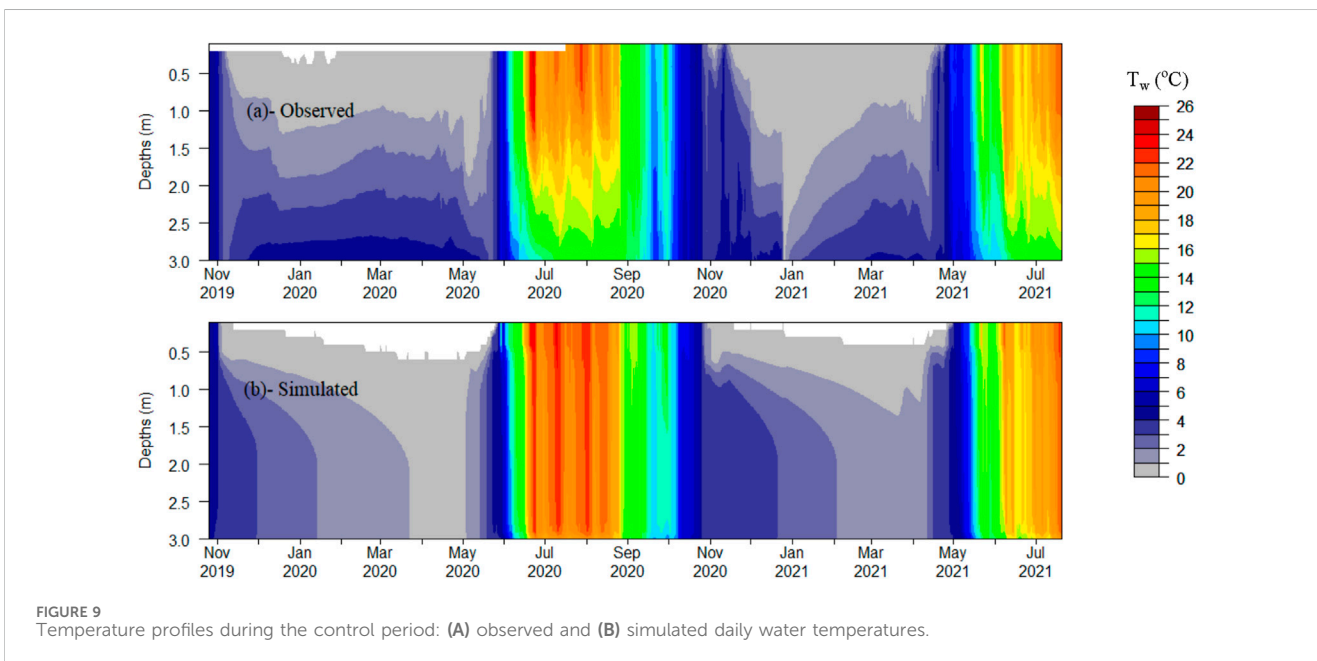 (a)- Observed
Depths (m)
0.5
1.0
1.5
2.0
2.5
3.0
Nov Jan Mar May Jul Sep Nov Jan Mar May Jul
2019 2020 2020 2020 2020 2020 2020 2021 2021 2021 2021
(b)- Simulated
Depths (m)
0.5
1.0
1.5
2.0
2.5
3.0
Nov Jan Mar May Jul Sep Nov Jan Mar May Jul
2019 2020 2020 2020 2020 2020 2020 2021 2021 2021 2021
Tw (°C)
26
24
22
20
18
16
14
12
10
8
6
4
2
0
FIGURE 9
Temperature profiles during the control period: (A) observed and (B) simulated daily water temperatures.